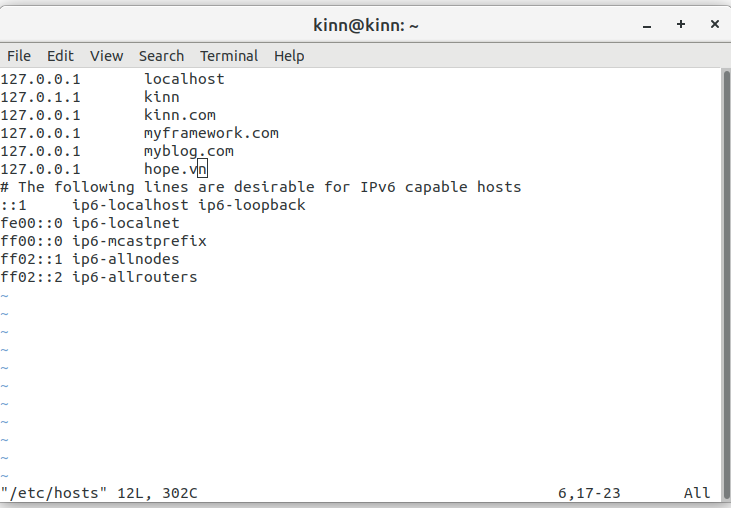 kinn@kinn: ~
File Edit View Search Terminal Help
127.0.0.1 localhost
127.0.1.1 kinn
127.0.0.1 kinn.com
127.0.0.1 myframework.com
127.0.0.1 myblog.com
127.0.0.1 hope.vn
# The following lines are desirable for IPv6 capable hosts
::1 ip6-localhost ip6-loopback
fe00::0 ip6-localnet
ff00::0 ip6-mcastprefix
ff02::1 ip6-allnodes
ff02::2 ip6-allrouters
~
~
~
~
~
~
~
~
~
~
~
"/etc/hosts" 12L, 302C 6,17-23 All